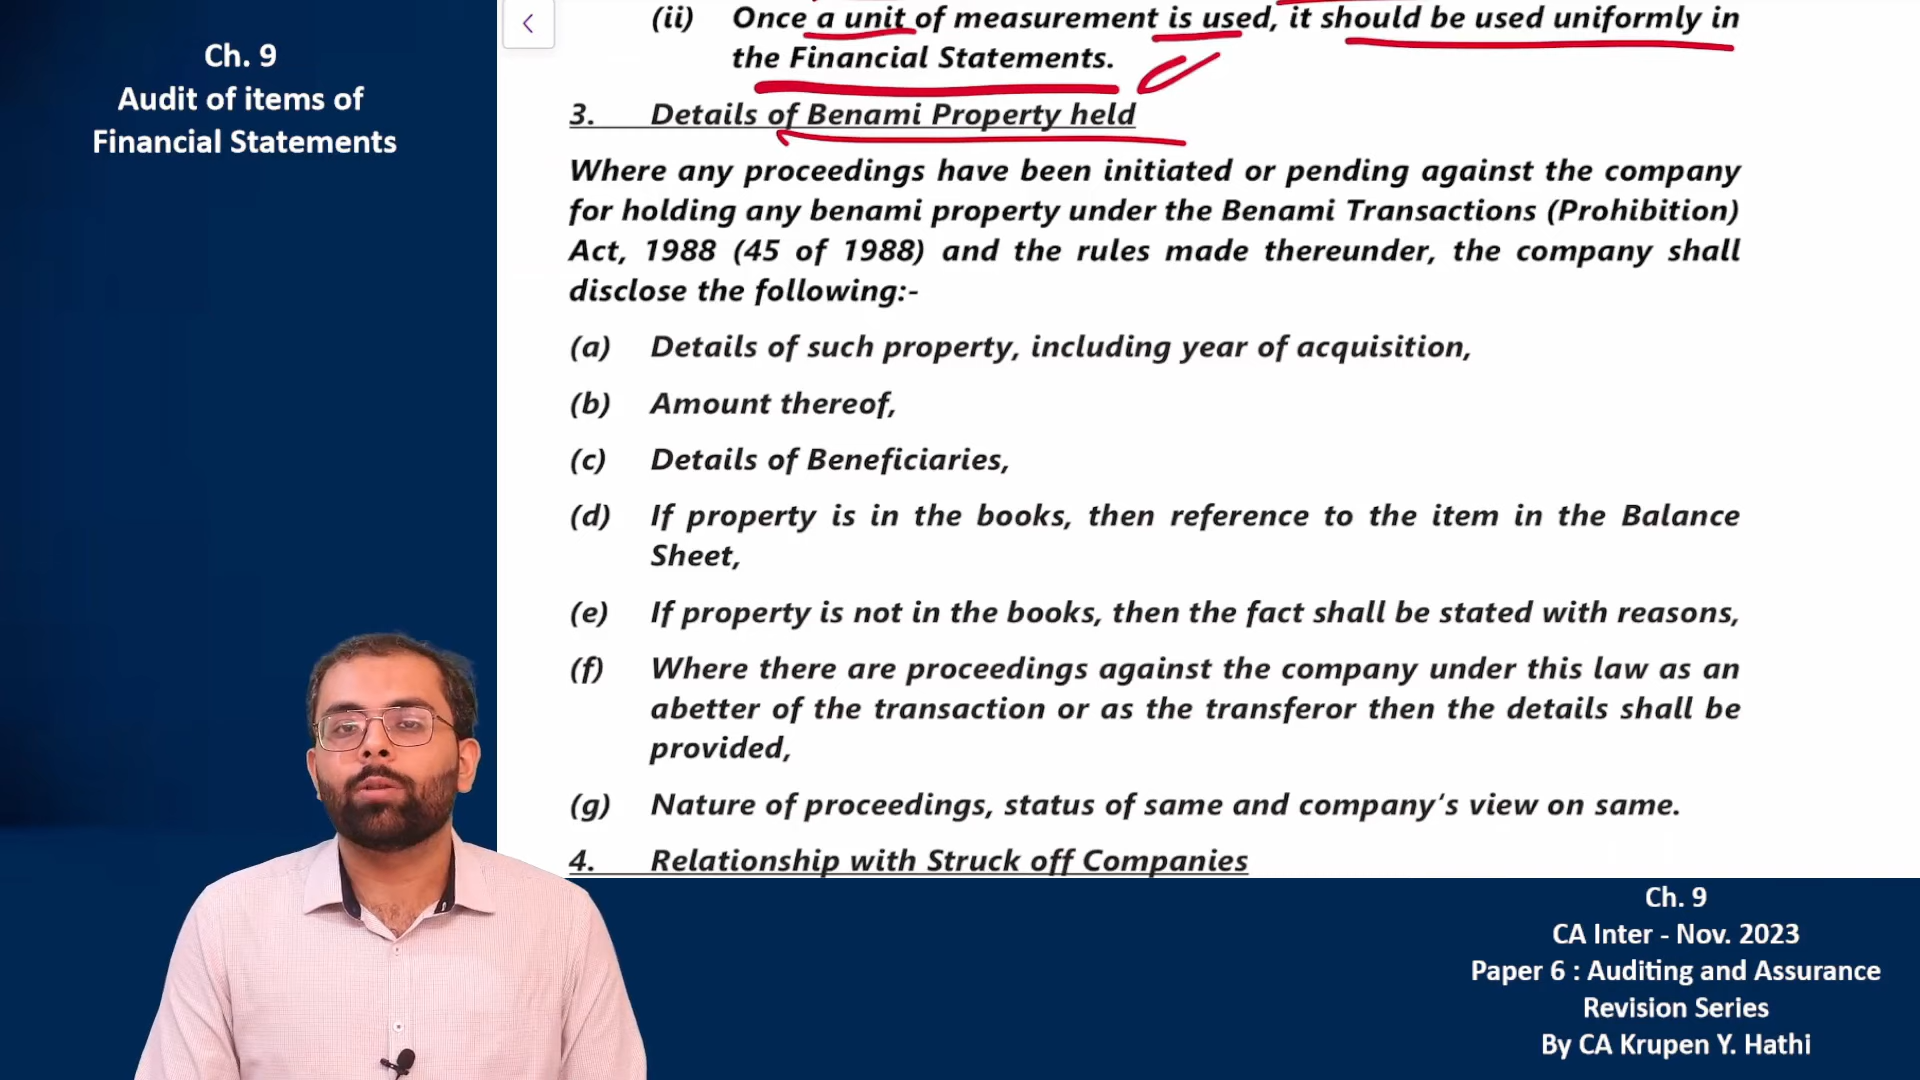 Ch. 9
Audit of items of
Financial Statements
(ii) Once a unit of measurement is used, it should be used uniformly in
the Financial Statements.
3. Details of Benami Property held
Where any proceedings have been initiated or pending against the company
for holding any benami property under the Benami Transactions (Prohibition)
Act, 1988 (45 of 1988) and the rules made thereunder, the company shall
disclose the following:-
(a) Details of such property, including year of acquisition,
(b) Amount thereof,
(c) Details of Beneficiaries,
(d) If property is in the books, then reference to the item in the Balance
Sheet,
(e) If property is not in the books, then the fact shall be stated with reasons,
(f) Where there are proceedings against the company under this law as an
abetter of the transaction or as the transferor then the details shall be
provided,
(g) Nature of proceedings, status of same and company's view on same.
4. Relationship with Struck off Companies
Ch. 9
CA Inter - Nov. 2023
Paper 6 : Auditing and Assurance
Revision Series
By CA Krupen Y. Hathi